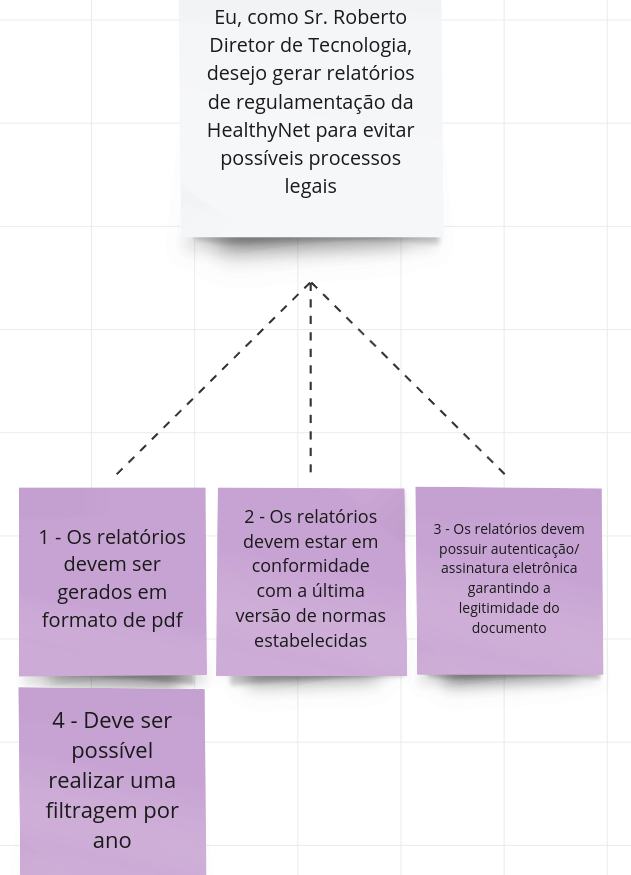 Eu, como Sr. Roberto
Diretor de Tecnologia,
desejo gerar relatórios
de regulamentação da
HealthyNet para evitar
possíveis processos
legais
1 - Os relatórios
devem ser
gerados em
formato de pdf
2 - Os relatórios
devem estar em
conformidade
com a última
versão de normas
estabelecidas
3 - Os relatórios devem
possuir autenticação/
assinatura eletrônica
garantindo a
legitimidade do
documento
4 - Deve ser
possível
realizar uma
filtragem por
ano